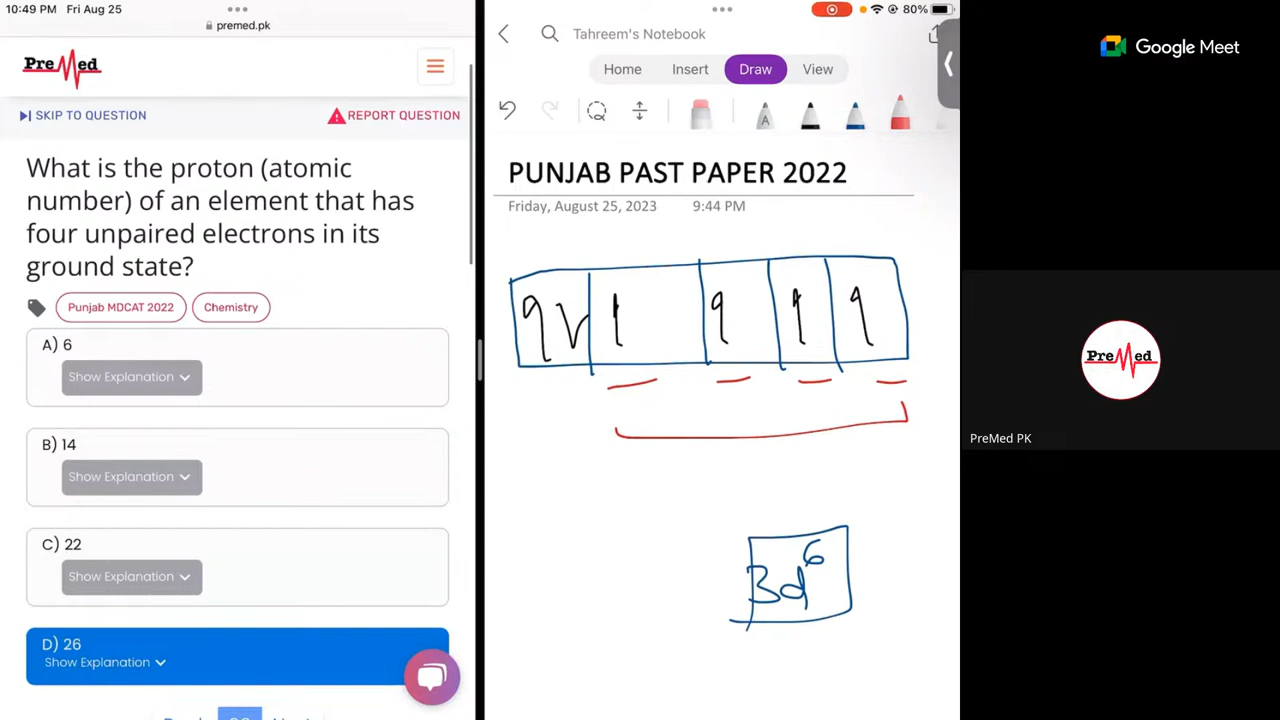 10:49 PM Fri Aug 25
premed.pk
PreMed
SKIP TO QUESTION
REPORT QUESTION
What is the proton (atomic
number) of an element that has
four unpaired electrons in its
ground state?
Punjab MDCAT 2022
Chemistry
A) 6
Show Explanation
B) 14
Show Explanation
C) 22
Show Explanation
D) 26
Show Explanation
80%
Tahreem's Notebook
Home Insert Draw View
A
PUNJAB PAST PAPER 2022
Friday, August 25, 2023 9:44 PM
3d⁶
Google Meet
PreMed
PreMed PK